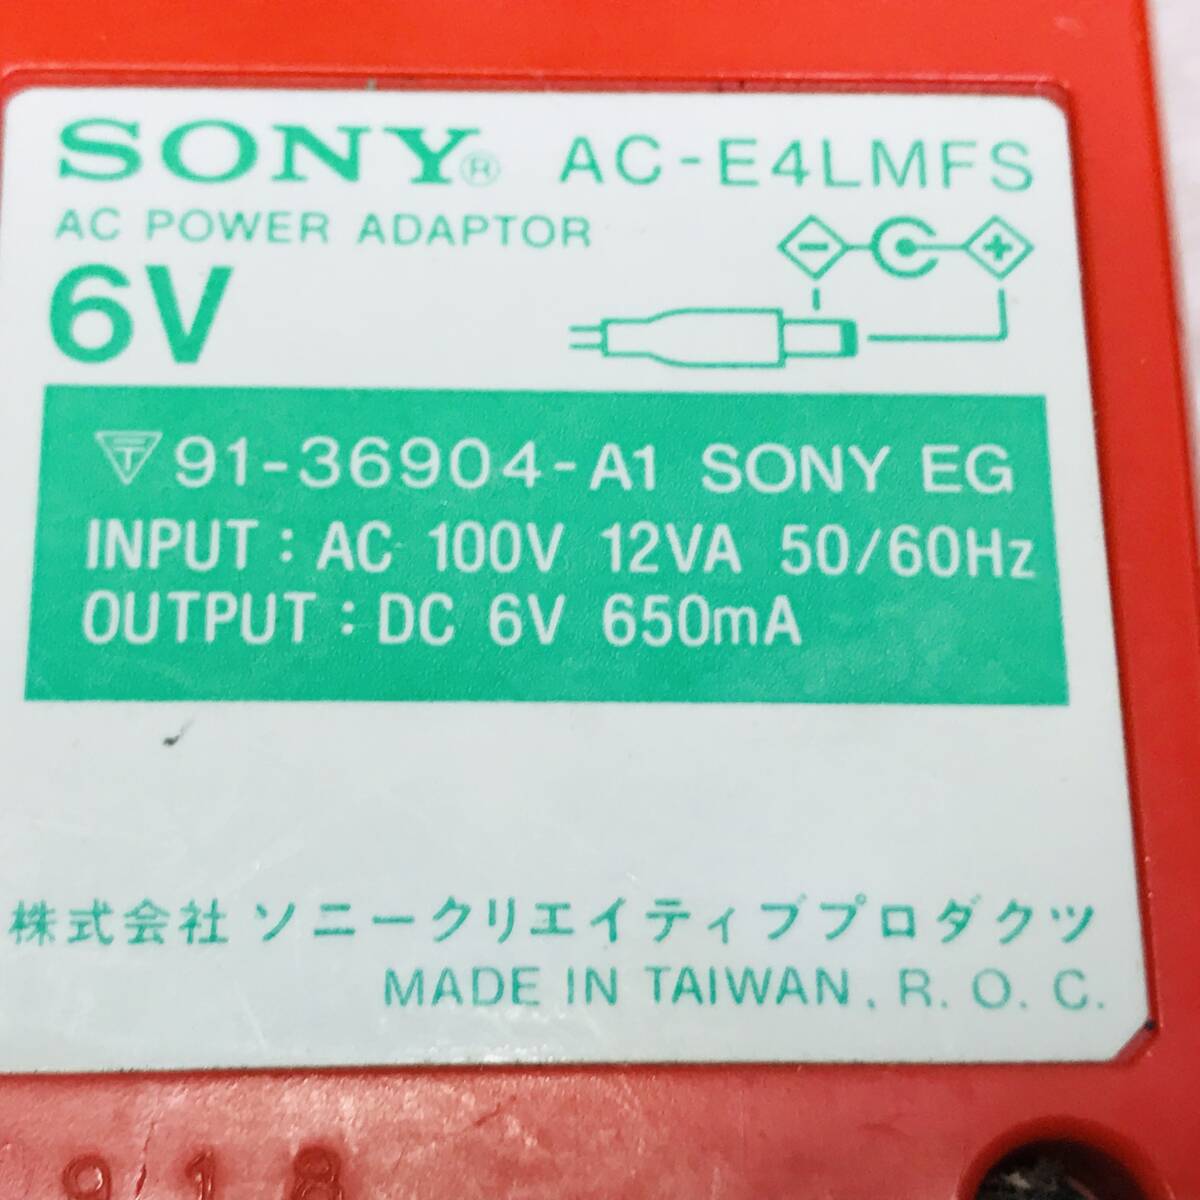 SONY® AC-E4LMFS
AC POWER ADAPTOR
6V
91-36904-A1 SONY EG
INPUT : AC 100V 12VA 50/60Hz
OUTPUT : DC 6V 650mA
株式会社 ソニークリエイティブプロダクツ
MADE IN TAIWAN, R. O. C.
918